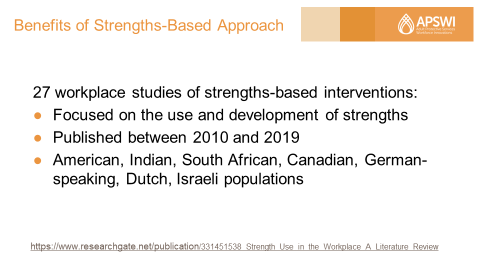 Benefits of Strengths-Based Approach
APSWI
27 workplace studies of strengths-based interventions:
● Focused on the use and development of strengths
● Published between 2010 and 2019
● American, Indian, South African, Canadian, German-
speaking, Dutch, Israeli populations
https://www.researchgate.net/publication/331451538_Strength_Use_in_the_Workplace_A_Literature_Review